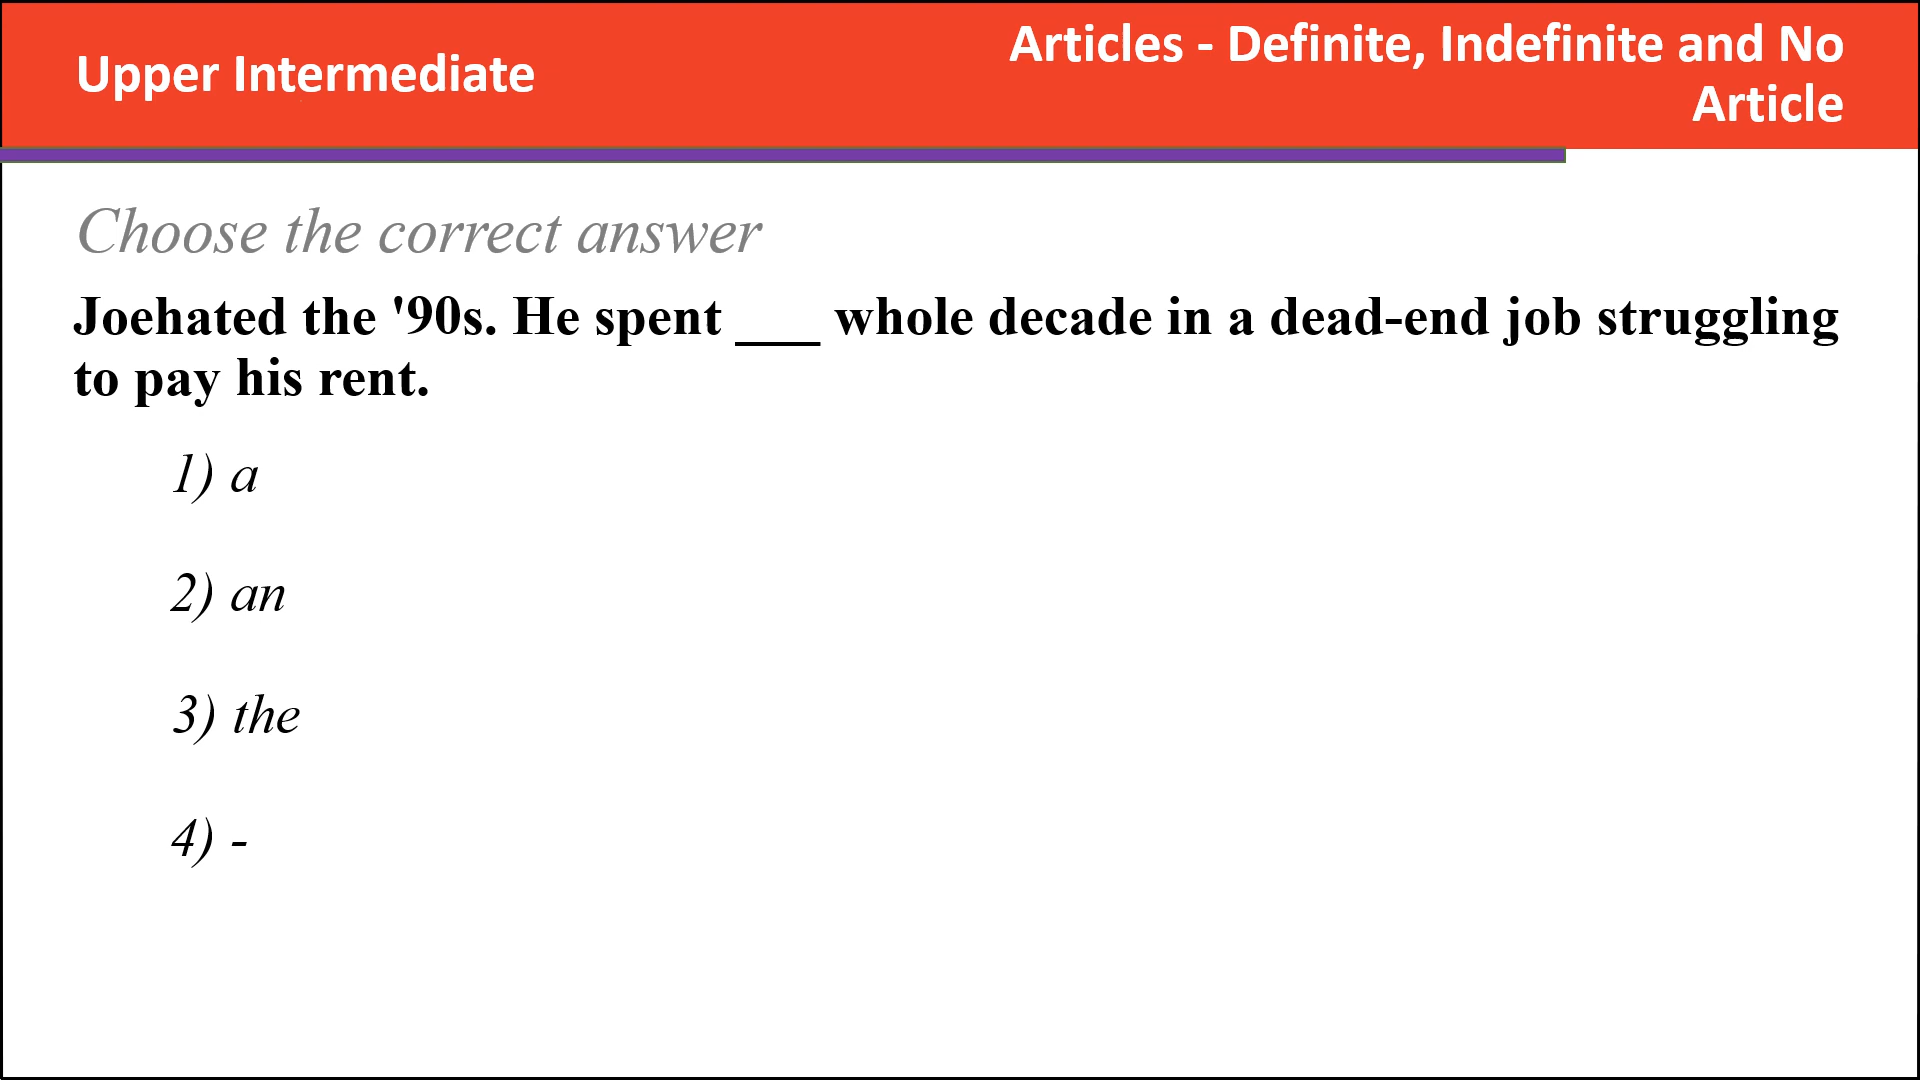 Upper Intermediate
Articles - Definite, Indefinite and No
Article
Choose the correct answer
Joehated the '90s. He spent ___ whole decade in a dead-end job struggling
to pay his rent.
1) a
2) an
3) the
4) -